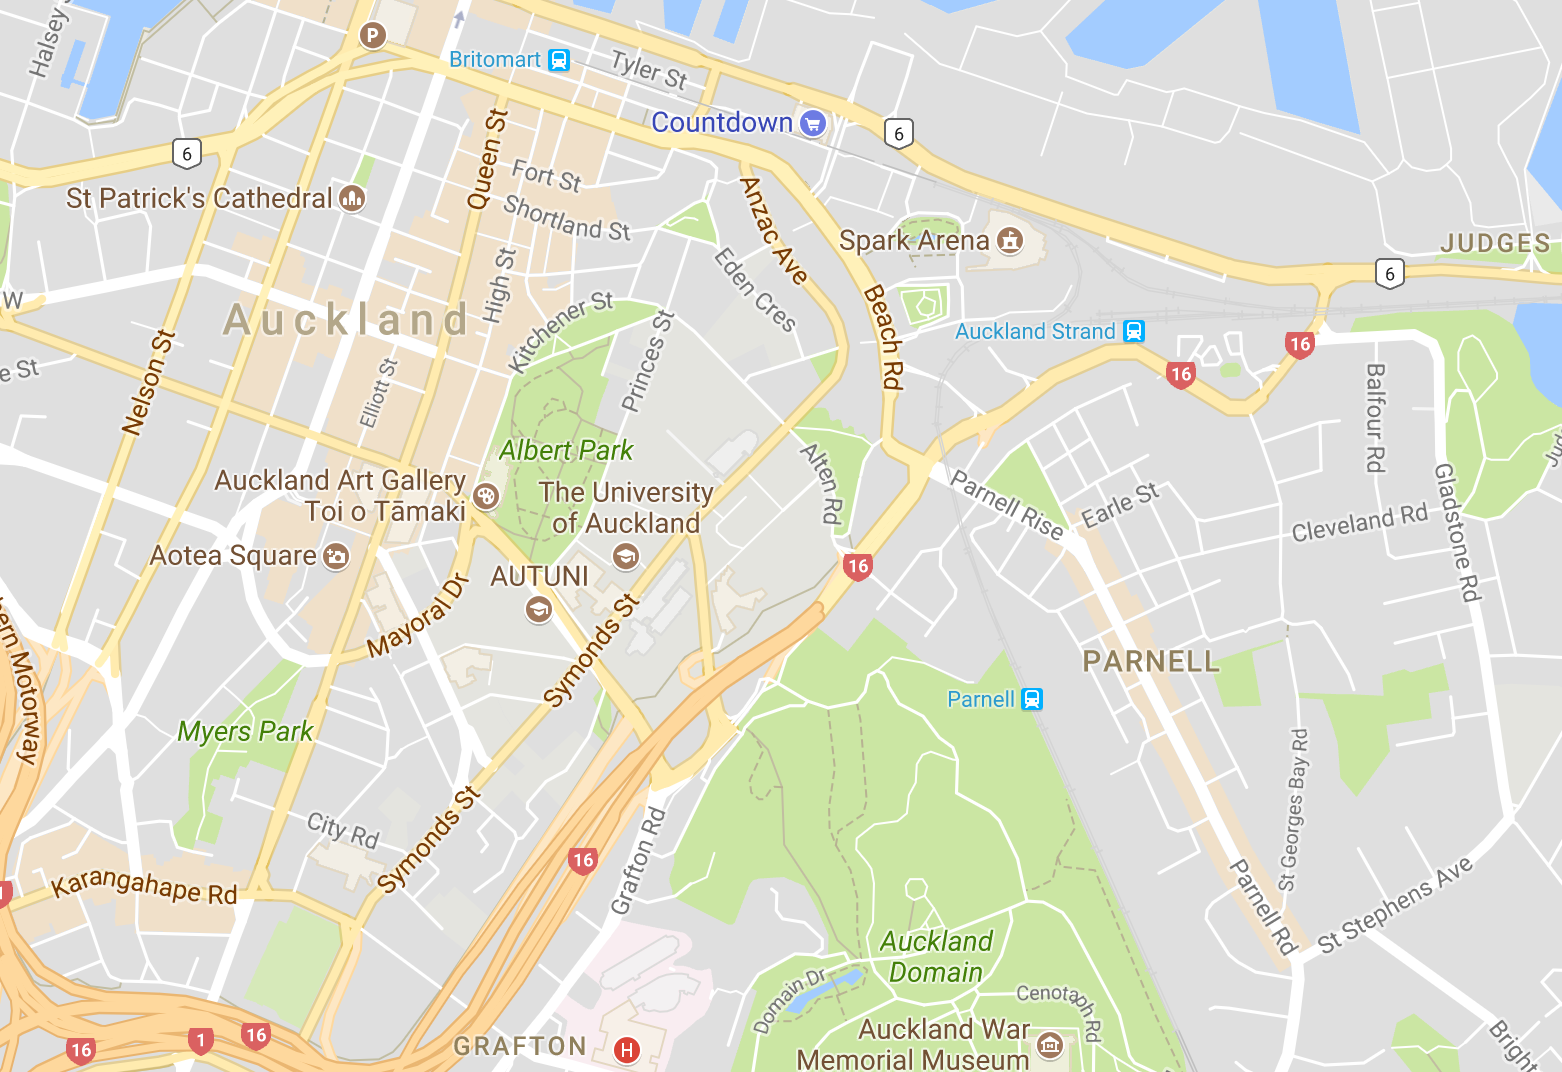 Halsey
P
Britomart
Tyler St
Countdown
6
6
Queen St
Fort St
St Patrick's Cathedral
Shortland St
Anzac Ave
Spark Arena
JUDGES
6
W
High St
Eden Cres
Beach Rd
Auckland
Kitchener St
Auckland Strand
16
16
e St
Nelson St
Elliott St
Princes St
Balfour Rd
Albert Park
Alten Rd
Auckland Art Gallery
Toi o Tāmaki
The University
of Auckland
Parnell Rise
Earle St
Cleveland Rd
Gladstone Rd
Aotea Square
AUTUNI
16
Mayoral Dr
Symonds St
ern Motorway
PARNELL
Parnell
Myers Park
St Georges Bay Rd
City Rd
Symonds St
16
Grafton Rd
Karangahape Rd
Parnell Rd
St Stephens Ave
Auckland
Domain
Domain Dr
Cenotaph Rd
Auckland War
Memorial Museum
GRAFTON
H
16
1
16
Bright